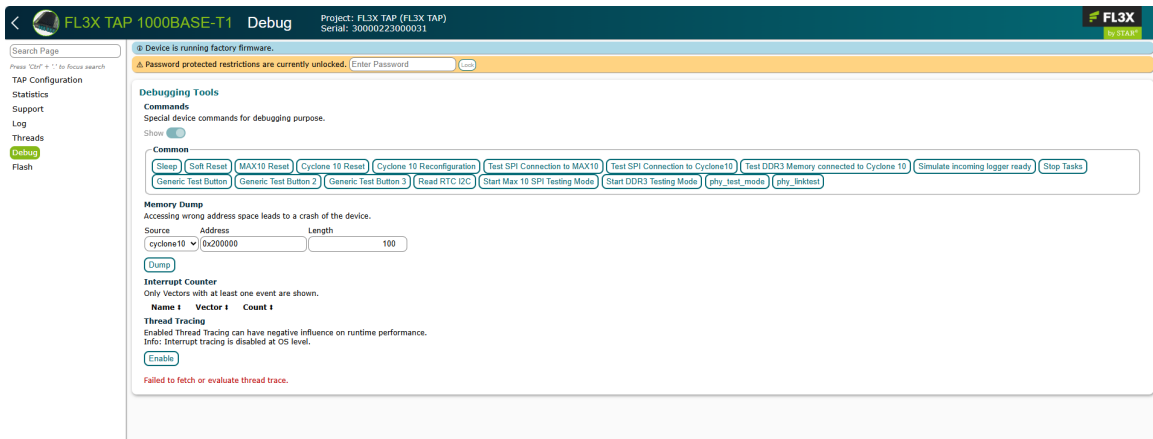 FL3X TAP 1000BASE-T1 Debug
Project: FL3X TAP (FL3X TAP)
Serial: 30000223000031
FL3X
by STAR
Search Page
Press 'Ctrl' + '.' to focus search
TAP Configuration
Statistics
Support
Log
Threads
Debug
Flash
Device is running factory firmware.
Password protected restrictions are currently unlocked. Enter Password Lock
Debugging Tools
Commands
Special device commands for debugging purpose.
Show
Common
Sleep Soft Reset MAX10 Reset Cyclone 10 Reset Cyclone 10 Reconfiguration Test SPI Connection to MAX10 Test SPI Connection to Cyclone10 Test DDR3 Memory connected to Cyclone 10 Simulate incoming logger ready Stop Tasks
Generic Test Button Generic Test Button 2 Generic Test Button 3 Read RTC I2C Start Max 10 SPI Testing Mode Start DDR3 Testing Mode phy_test_mode phy_linktest
Memory Dump
Accessing wrong address space leads to a crash of the device.
Source Address Length
cyclone10 0x200000 100
Dump
Interrupt Counter
Only Vectors with at least one event are shown.
Name Vector Count
Thread Tracing
Enabled Thread Tracing can have negative influence on runtime performance.
Info: Interrupt tracing is disabled at OS level.
Enable
Failed to fetch or evaluate thread trace.